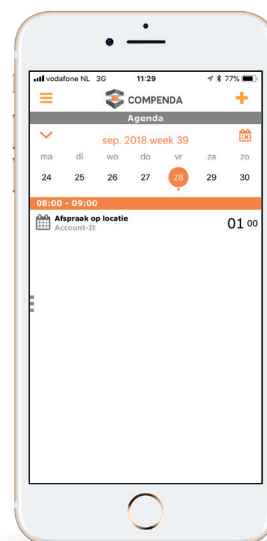 vodafone NL 3G 11:29 77%
COMPENDA
Agenda
sep. 2018 week 39
ma di wo do vr za zo
24 25 26 27 28 29 30
08:00 - 09:00
Afspraak op locatie
Account-It
01 00